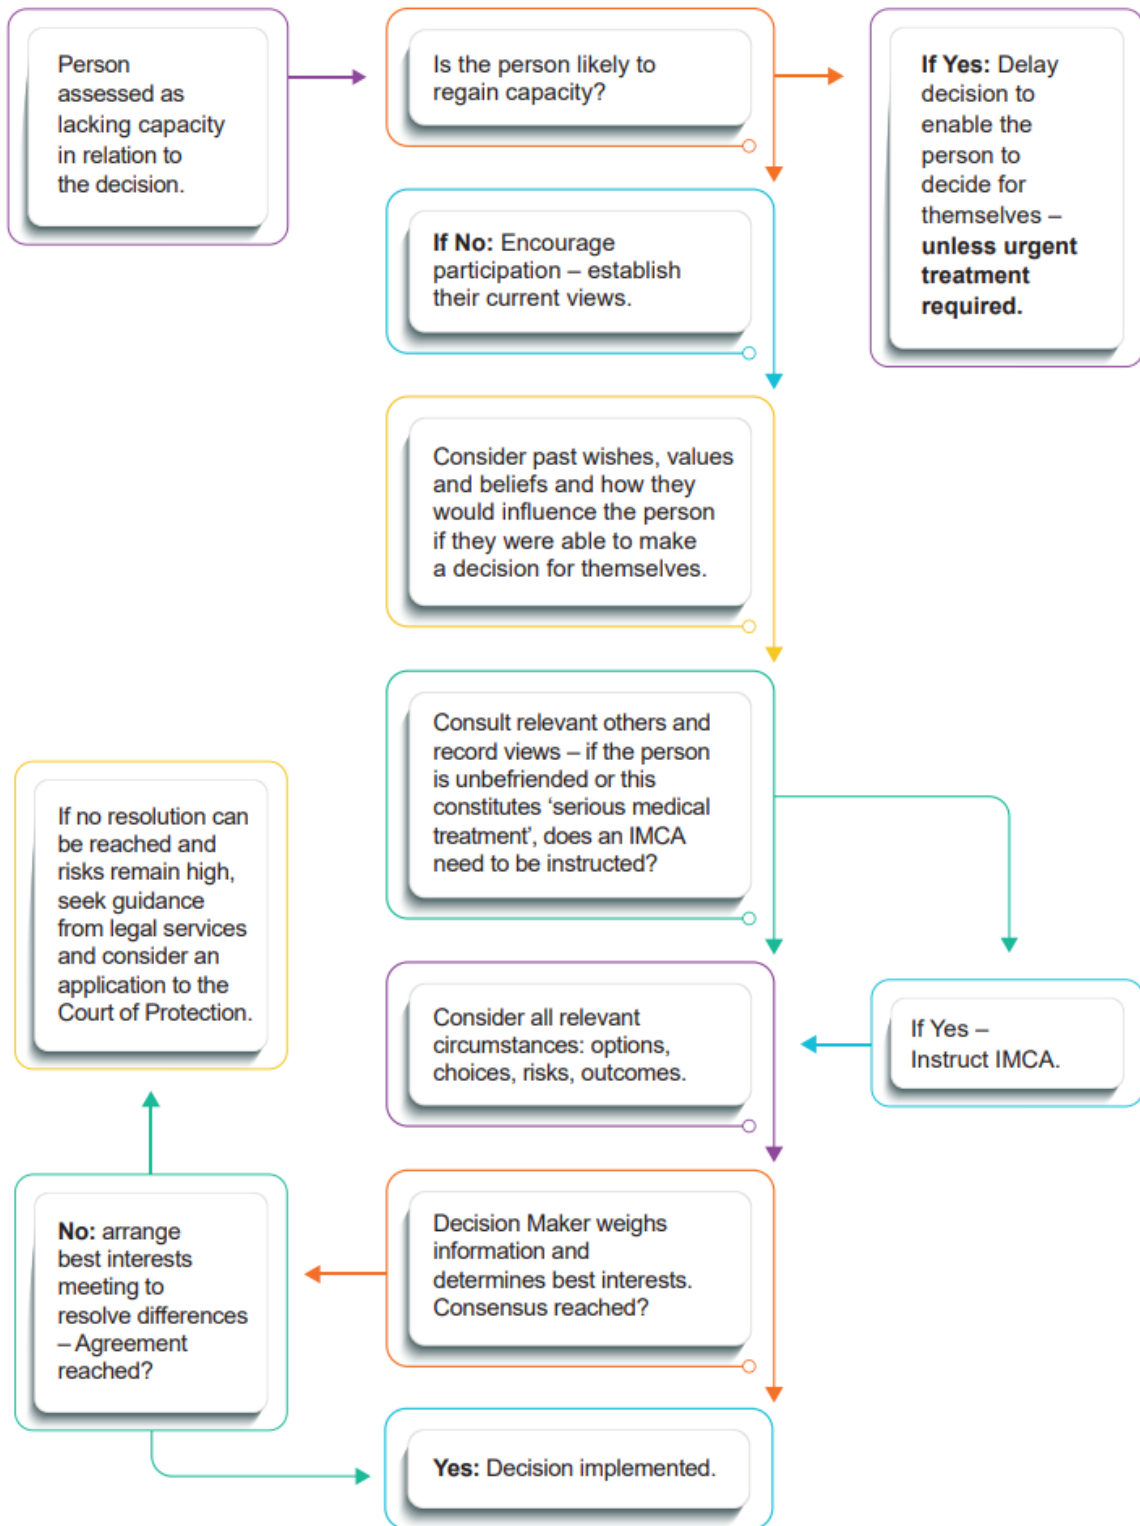 Person
assessed as
lacking capacity
in relation to
the decision.
Is the person likely to
regain capacity?
If Yes: Delay
decision to
enable the
person to
decide for
themselves –
unless urgent
treatment
required.
If No: Encourage
participation – establish
their current views.
Consider past wishes, values
and beliefs and how they
would influence the person
if they were able to make
a decision for themselves.
Consult relevant others and
record views – if the person
is unbefriended or this
constitutes ‘serious medical
treatment’, does an IMCA
need to be instructed?
If Yes –
Instruct IMCA.
Consider all relevant
circumstances: options,
choices, risks, outcomes.
Decision Maker weighs
information and
determines best interests.
Consensus reached?
No: arrange
best interests
meeting to
resolve differences
– Agreement
reached?
If no resolution can
be reached and
risks remain high,
seek guidance
from legal services
and consider an
application to the
Court of Protection.
Yes: Decision implemented.